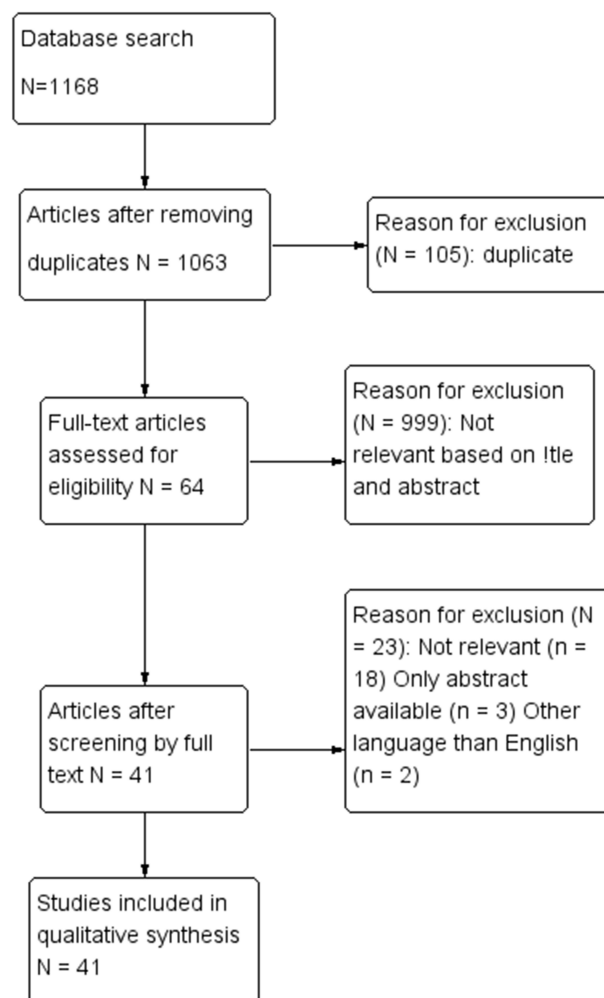 Database search
N=1168
Articles after removing
duplicates N = 1063
Reason for exclusion
(N = 105): duplicate
Full-text articles
assessed for
eligibility N = 64
Reason for exclusion
(N = 999): Not
relevant based on !tle
and abstract
Articles after
screening by full
text N = 41
Reason for exclusion (N
= 23): Not relevant (n =
18) Only abstract
available (n = 3) Other
language than English
(n = 2)
Studies included in
qualitative synthesis
N = 41